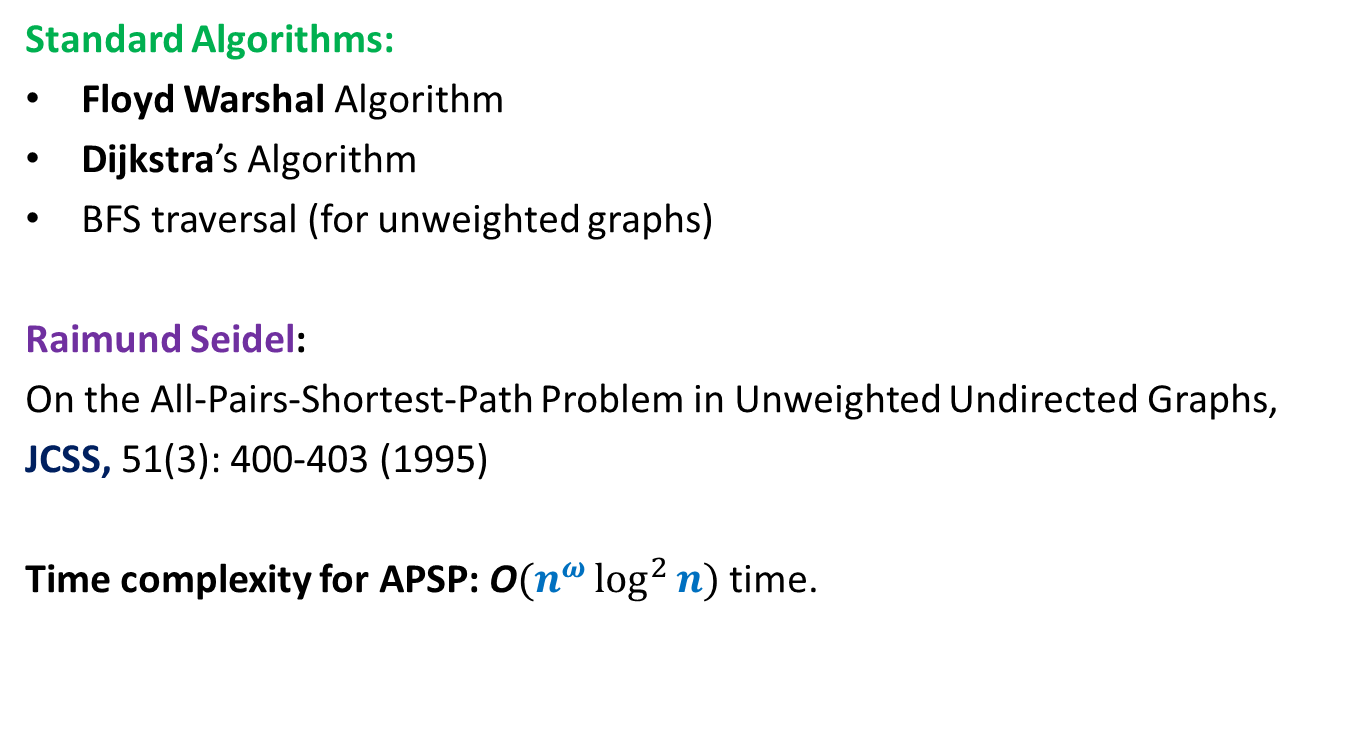 Standard Algorithms:
• Floyd Warshal Algorithm
• Dijkstra’s Algorithm
• BFS traversal (for unweighted graphs)
Raimund Seidel:
On the All-Pairs-Shortest-Path Problem in Unweighted Undirected Graphs,
JCSS, 51(3): 400-403 (1995)
Time complexity for APSP: O(n^ω log² n) time.